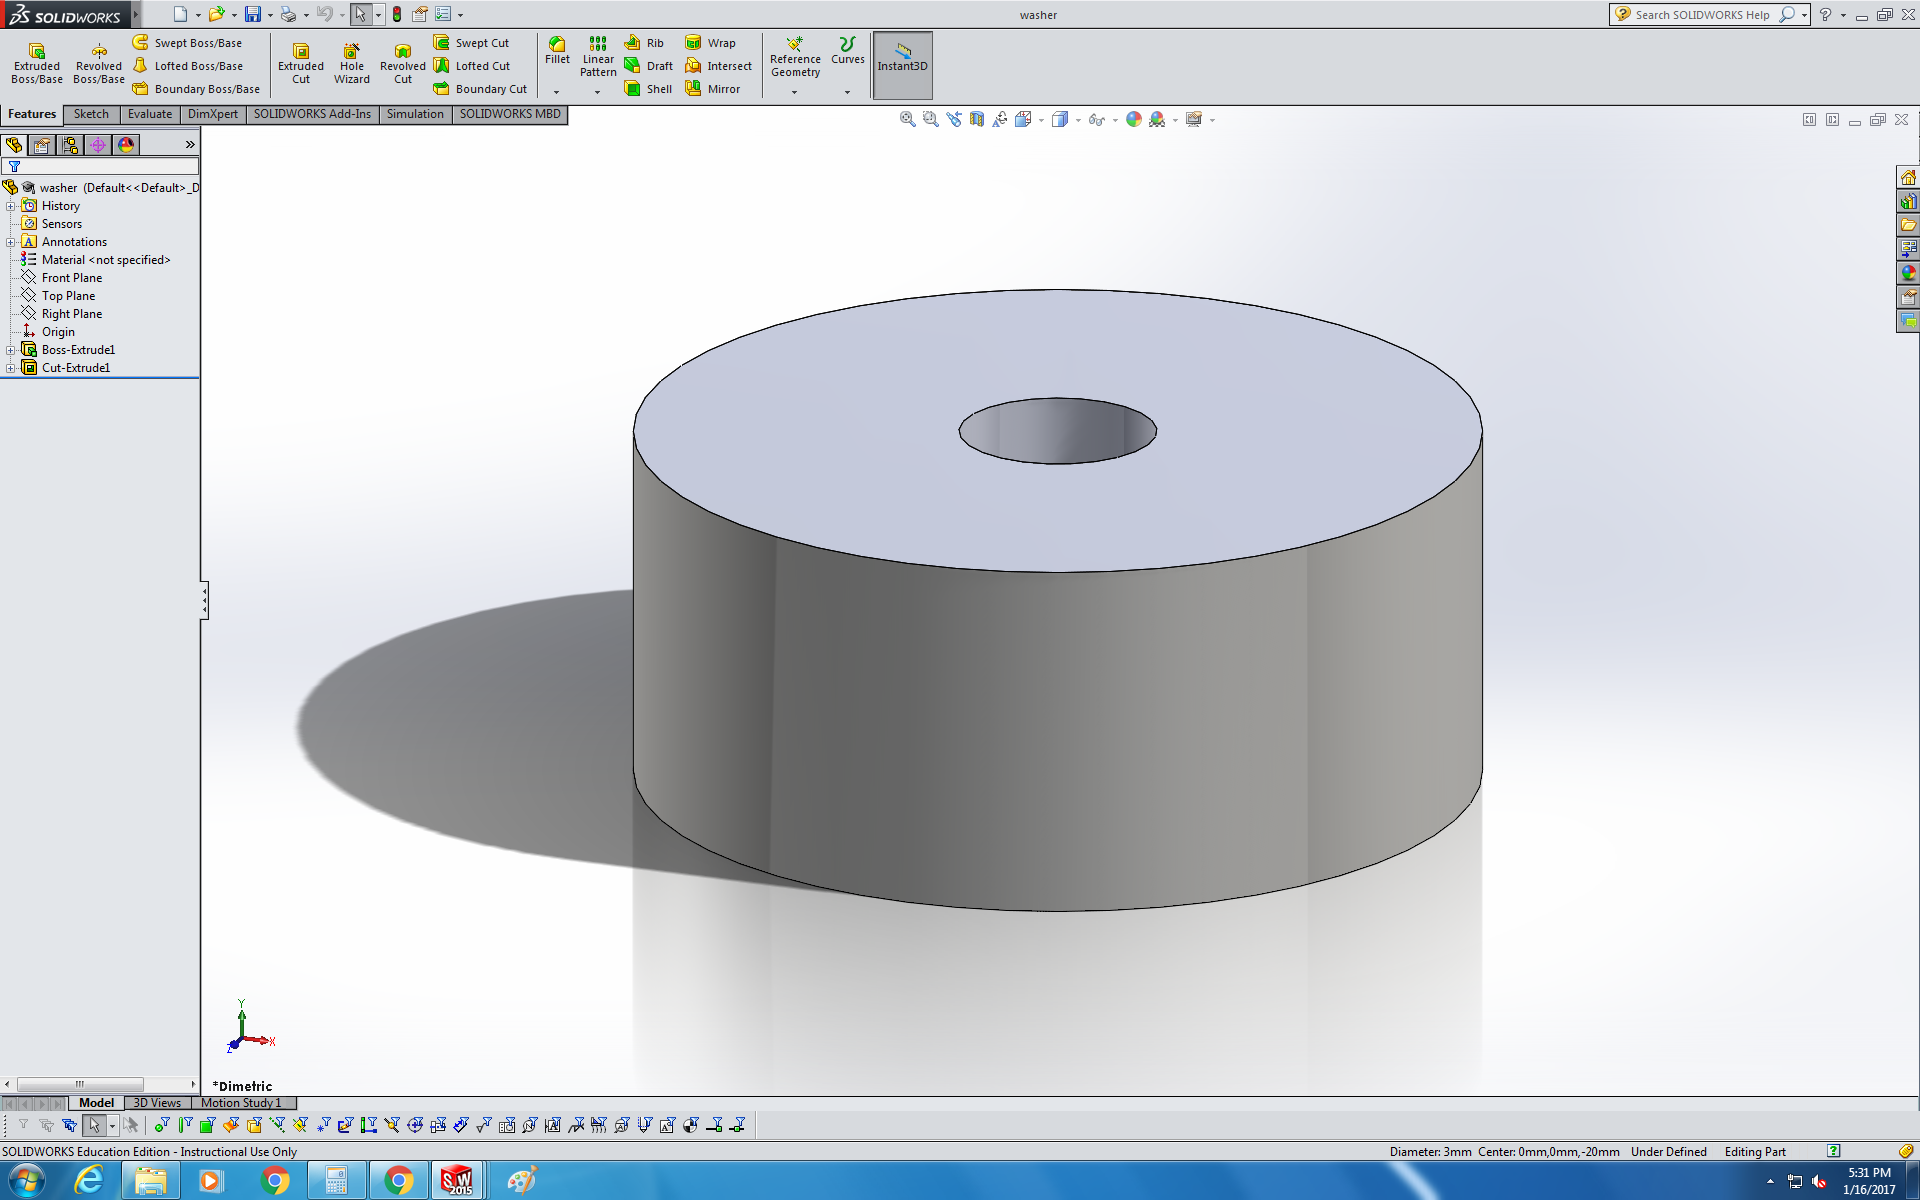 SOLIDWORKS
washer
Search SOLIDWORKS Help
Extruded Boss/Base
Revolved Boss/Base
Swept Boss/Base
Lofted Boss/Base
Boundary Boss/Base
Extruded Cut
Hole Wizard
Revolved Cut
Swept Cut
Lofted Cut
Boundary Cut
Fillet
Linear Pattern
Rib
Draft
Shell
Wrap
Intersect
Mirror
Reference Geometry
Curves
Instant3D
Features
Sketch
Evaluate
DimXpert
SOLIDWORKS Add-Ins
Simulation
SOLIDWORKS MBD
washer (Default<<Default>_D
History
Sensors
Annotations
Material <not specified>
Front Plane
Top Plane
Right Plane
Origin
Boss-Extrude1
Cut-Extrude1
Y
X
Z
*Dimetric
Model
3D Views
Motion Study 1
SOLIDWORKS Education Edition - Instructional Use Only
Diameter: 3mm Center: 0mm,0mm,-20mm
Under Defined
Editing Part
SW
2015
5:31 PM
1/16/2017